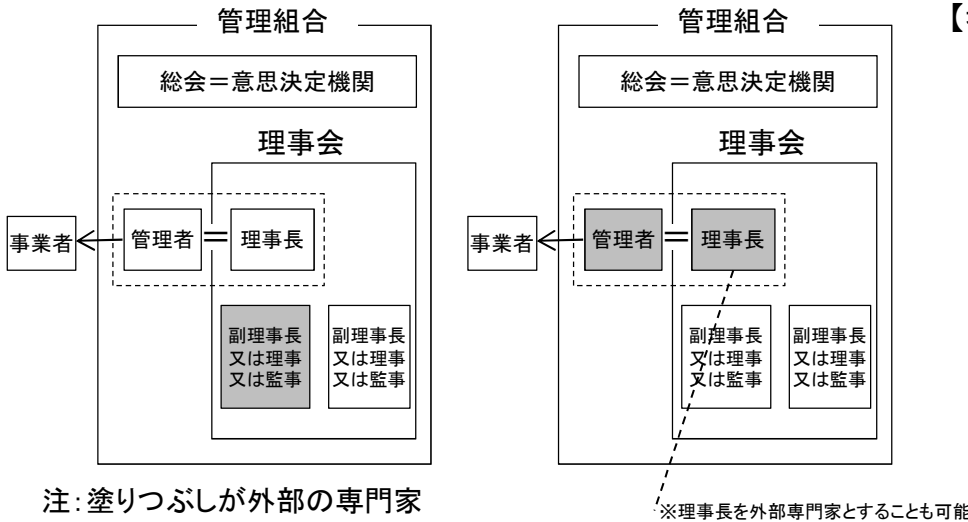 管理組合
総会＝意思決定機関
理事会
事業者
管理者
＝
理事長
副理事長
又は理事
又は監事
副理事長
又は理事
又は監事
注：塗りつぶしが外部の専門家
管理組合
総会＝意思決定機関
理事会
事業者
管理者
＝
理事長
副理事長
又は理事
又は監事
副理事長
又は理事
又は監事
※理事長を外部専門家とすることも可能
【